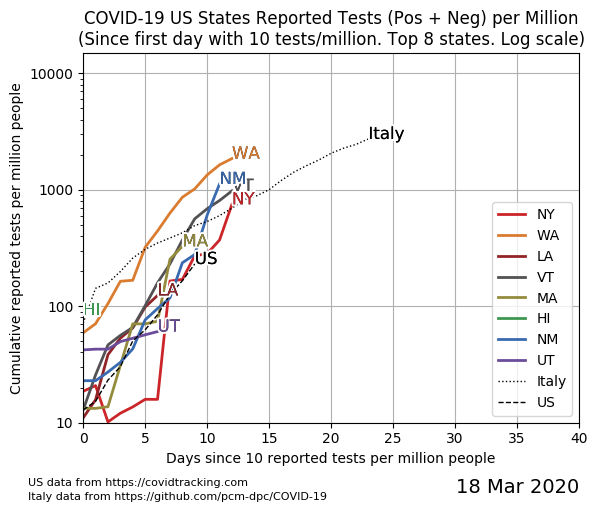 COVID-19 US States Reported Tests (Pos + Neg) per Million
(Since first day with 10 tests/million. Top 8 states. Log scale)
Cumulative reported tests per million people
10000
1000
100
10
Italy
WA
NM
VT
NY
MA
US
HI
LA
UT
NY
WA
LA
VT
MA
HI
NM
UT
Italy
US
0 5 10 15 20 25 30 35 40
Days since 10 reported tests per million people
US data from https://covidtracking.com
Italy data from https://github.com/pcm-dpc/COVID-19
18 Mar 2020